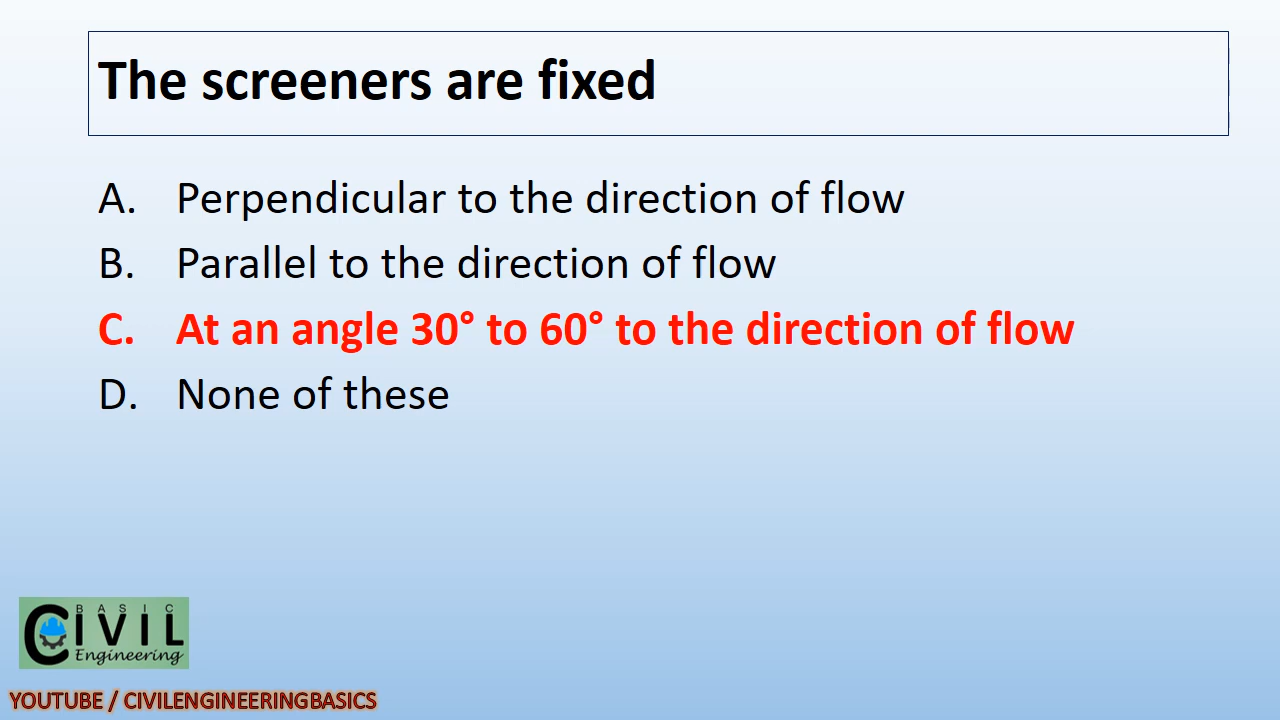 The screeners are fixed
A. Perpendicular to the direction of flow
B. Parallel to the direction of flow
C. At an angle 30° to 60° to the direction of flow
D. None of these
BASIC
CIVIL
Engineering
YOUTUBE / CIVILENGINEERINGBASICS